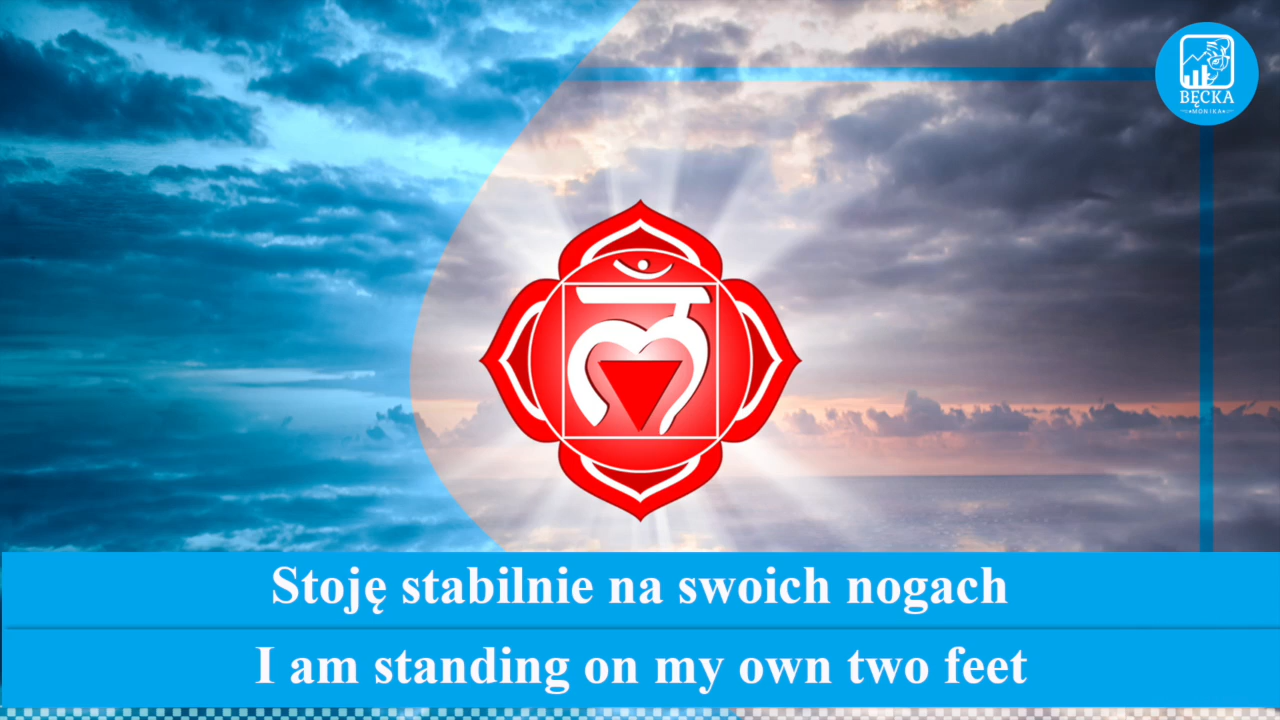 BĘCKA
MONIKA
लं
Stoję stabilnie na swoich nogach
I am standing on my own two feet